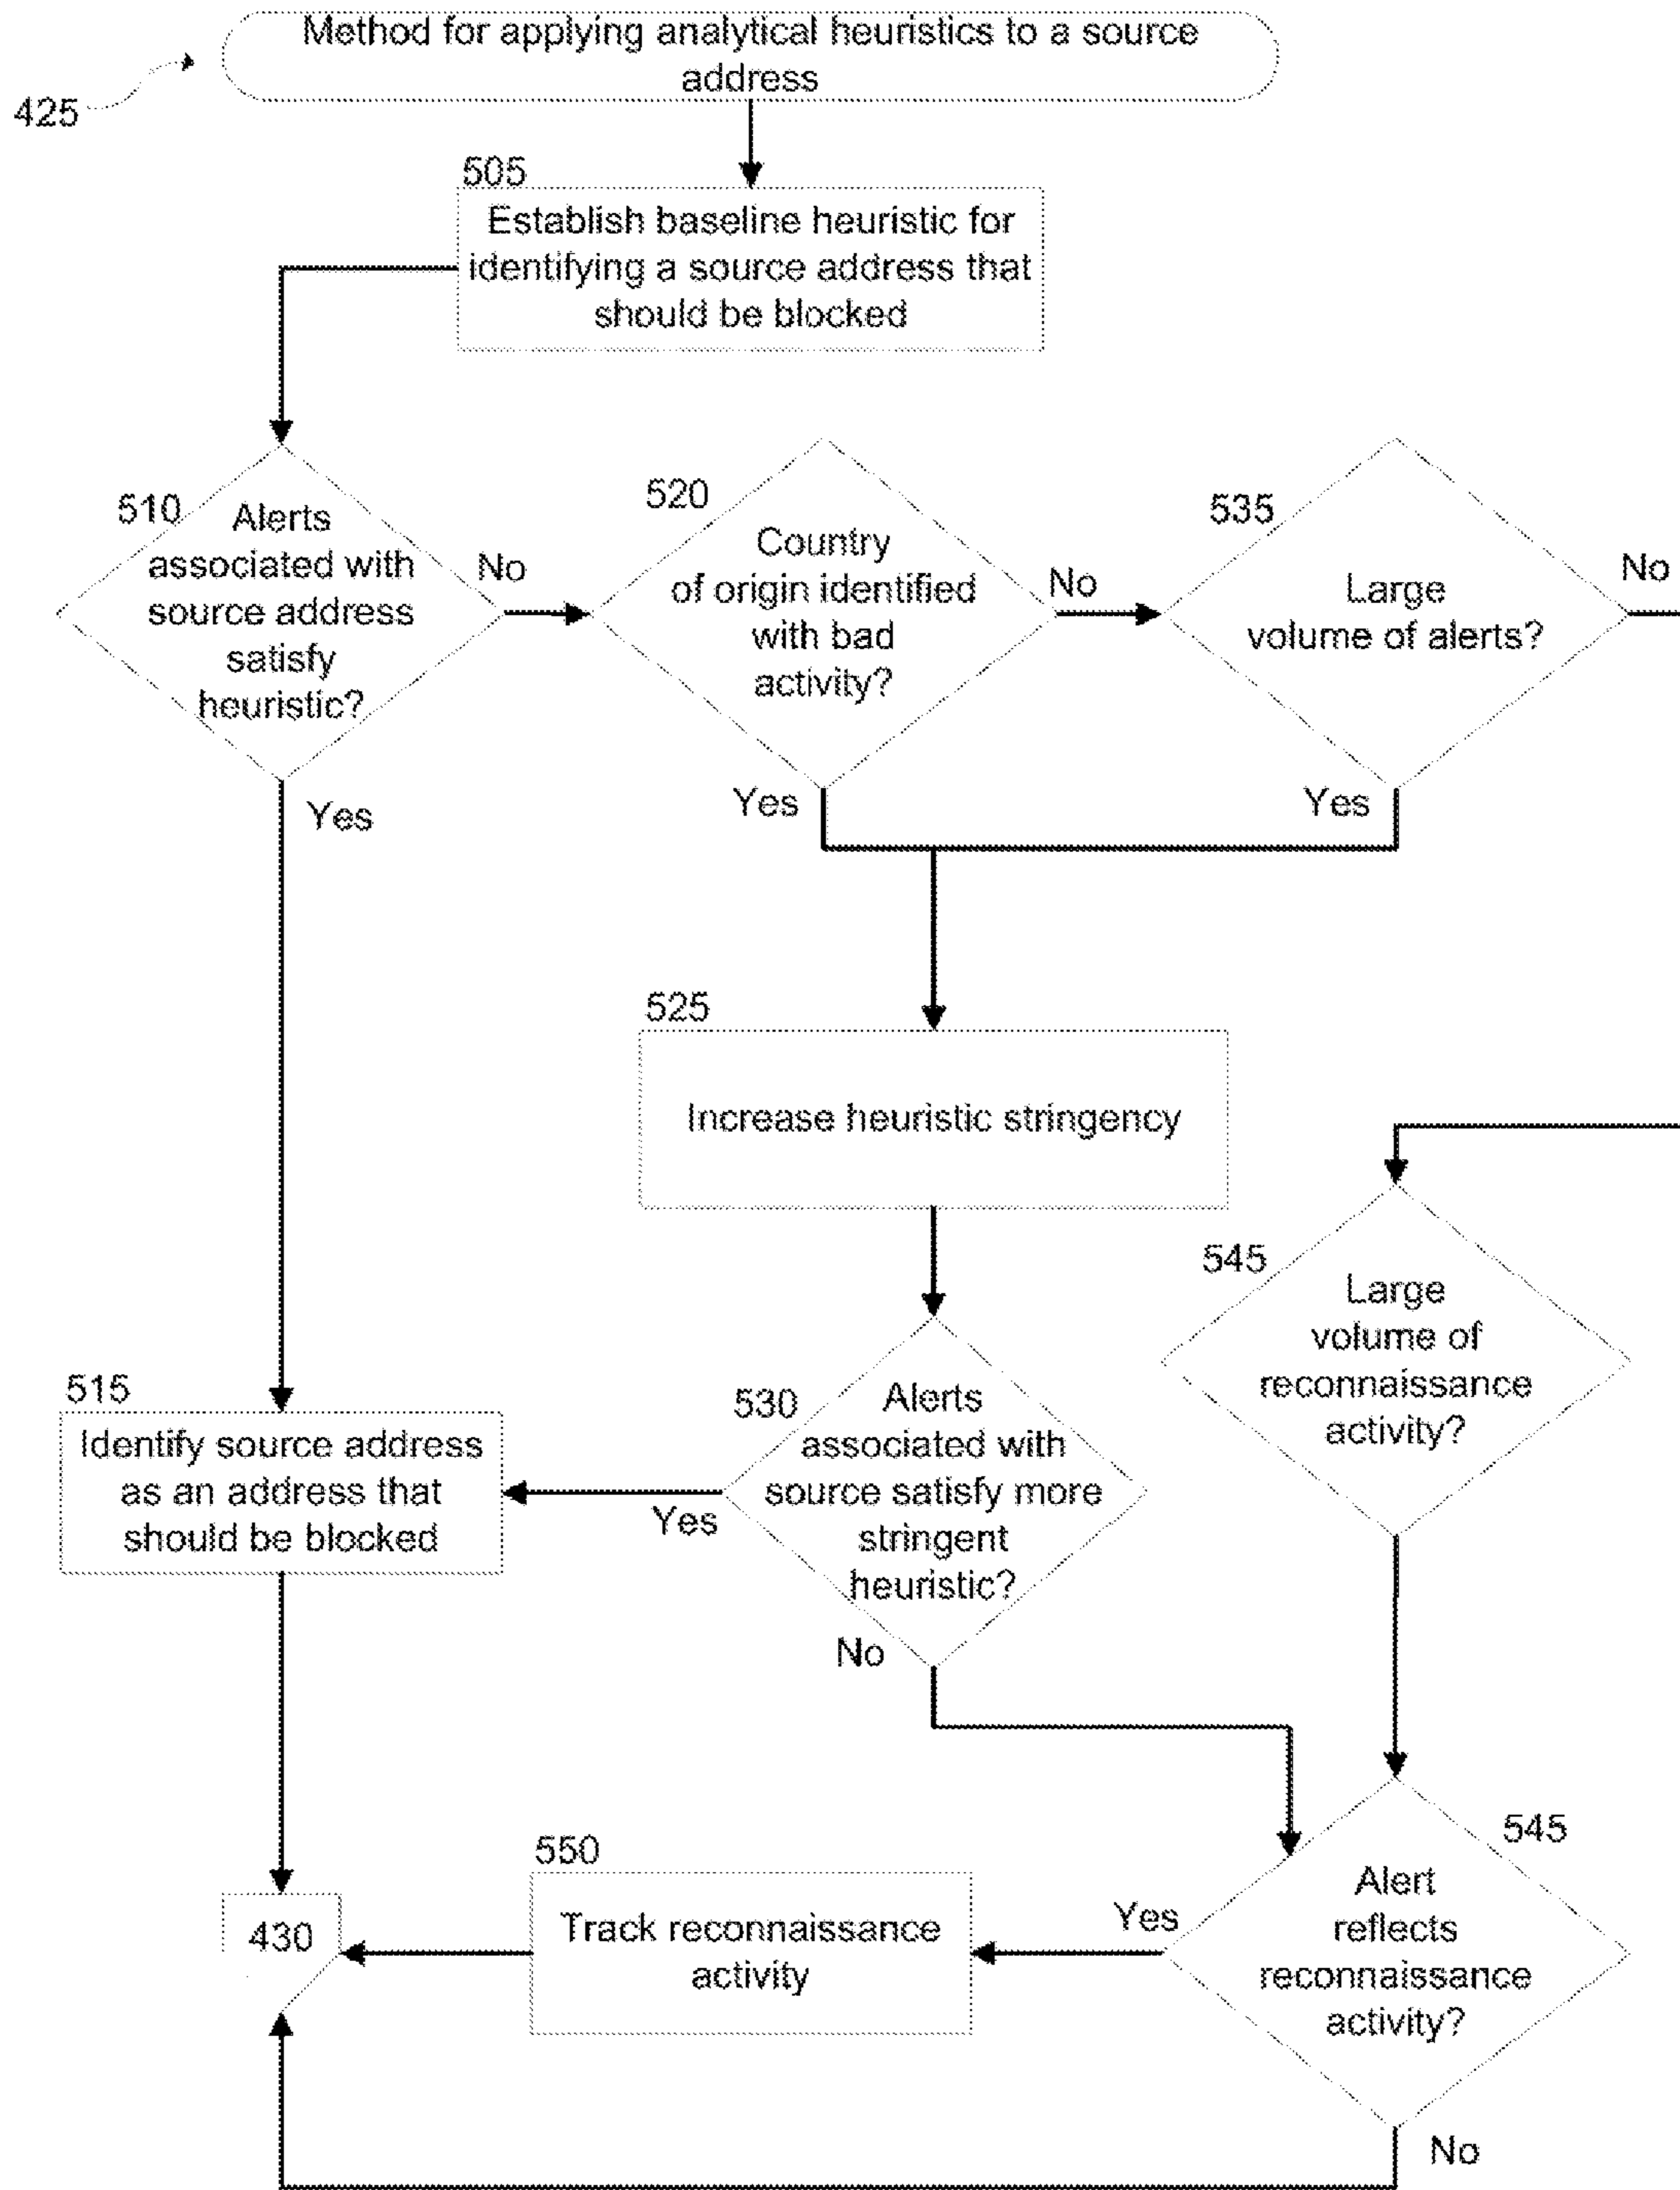 Method for applying analytical heuristics to a source
address
425
505
Establish baseline heuristic for
identifying a source address that
should be blocked
510
Alerts
associated with
source address
satisfy
heuristic?
No
Yes
520
Country
of origin identified
with bad
activity?
No
Yes
535
Large
volume of alerts?
No
Yes
525
Increase heuristic stringency
545
Large
volume of
reconnaissance
activity?
515
Identify source address
as an address that
should be blocked
530
Alerts
associated with
source satisfy more
stringent
heuristic?
Yes
No
545
Alert
reflects
reconnaissance
activity?
Yes
No
550
Track reconnaissance
activity
430